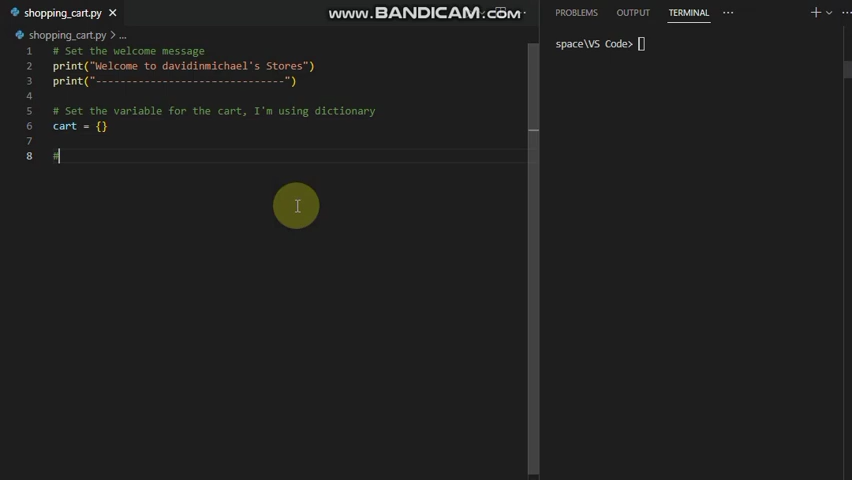 shopping_cart.py
www.BANDICAM.com
PROBLEMS OUTPUT TERMINAL
shopping_cart.py > ...
1 # Set the welcome message
2 print("Welcome to davidinmichael's Stores")
3 print("-------------------------------")
4
5 # Set the variable for the cart, I'm using dictionary
6 cart = {}
7
8 #
space\VS Code>